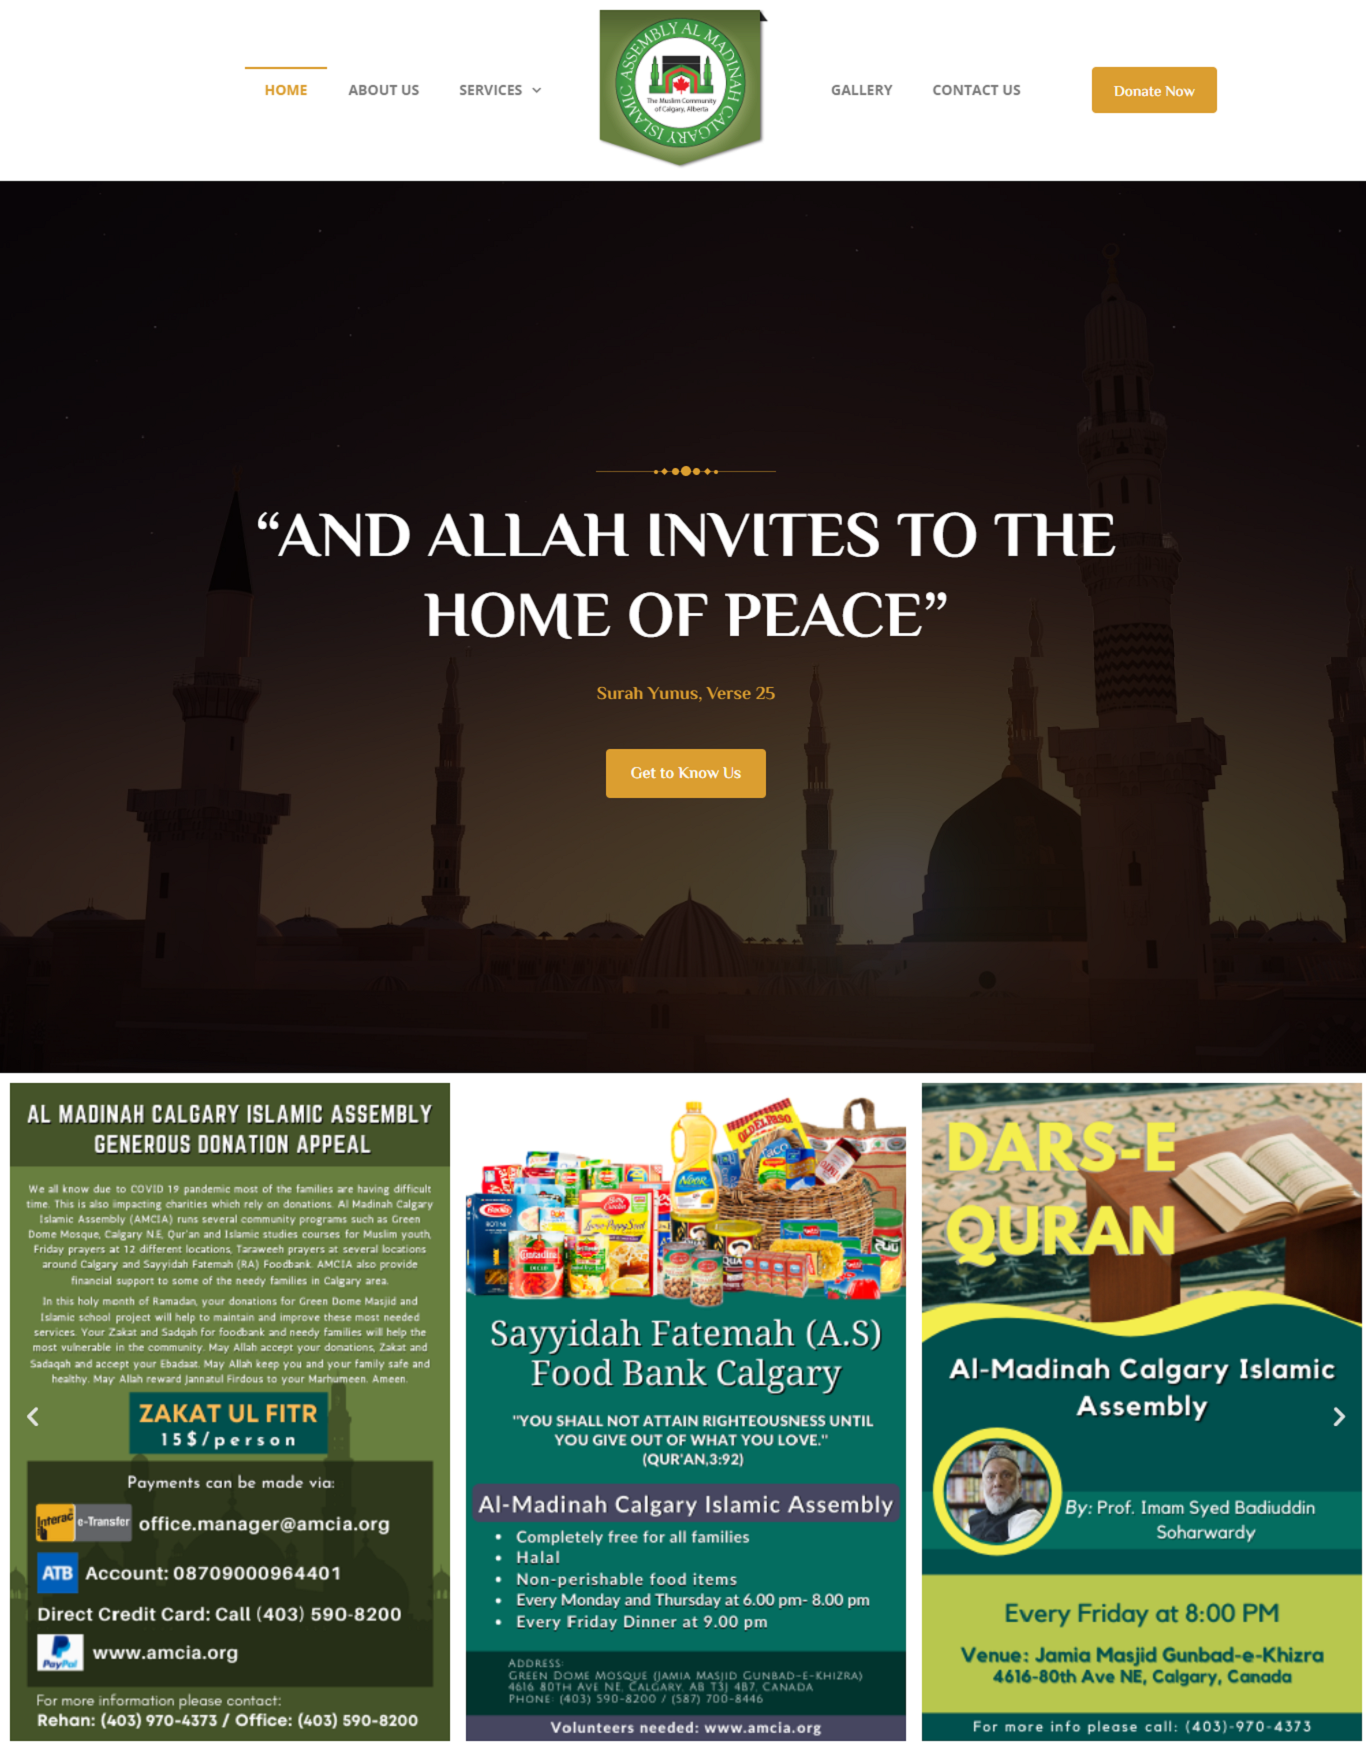 HOME
ABOUT US
SERVICES
ISLAMIC ASSEMBLY AL MADINAH CALGARY
The Muslim Community
of Calgary, Alberta
GALLERY
CONTACT US
Donate Now
“AND ALLAH INVITES TO THE
HOME OF PEACE”
Surah Yunus, Verse 25
Get to Know Us
AL MADINAH CALGARY ISLAMIC ASSEMBLY
GENEROUS DONATION APPEAL
We all know due to COVID 19 pandemic most of the families are having difficult
time. This is also impacting charities which rely on donations. Al Madinah Calgary
Islamic Assembly (AMCIA) runs several community programs such as Green
Dome Mosque, Calgary N.E, Qur'an and Islamic studies courses for Muslim youth,
Friday prayers at 12 different locations, Taraweeh prayers at several locations
around Calgary and Sayyidah Fatemah (RA) Foodbank. AMCIA also provide
financial support to some of the needy families in Calgary area.
In this holy month of Ramadan, your donations for Green Dome Masjid and
Islamic school project will help to maintain and improve these most needed
services. Your Zakat and Sadqah for foodbank and needy families will help the
most vulnerable in the community. May Allah accept your donations, Zakat and
Sadaqah and accept your Ebadaat. May Allah keep you and your family safe and
healthy. May Allah reward Jannatul Firdous to your Marhumeen. Ameen.
ZAKAT UL FITR
15$/person
Payments can be made via:
Interac e-Transfer office.manager@amcia.org
ATB Account: 08709000964401
Direct Credit Card: Call (403) 590-8200
PayPal www.amcia.org
For more information please contact:
Rehan: (403) 970-4373 / Office: (403) 590-8200
OLD ELPASO
TACO
NOOR
Barilla
ROTINI
Dole
Lemon Poppy Seed
Contadina
QUA
Sayyidah Fatemah (A.S)
Food Bank Calgary
"YOU SHALL NOT ATTAIN RIGHTEOUSNESS UNTIL
YOU GIVE OUT OF WHAT YOU LOVE."
(QUR'AN,3:92)
Al-Madinah Calgary Islamic Assembly
• Completely free for all families
• Halal
• Non-perishable food items
• Every Monday and Thursday at 6.00 pm- 8.00 pm
• Every Friday Dinner at 9.00 pm
ADDRESS:
GREEN DOME MOSQUE (JAMIA MASJID GUNBAD-E-KHIZRA)
4616 80TH AVE NE, CALGARY, AB T3J 4B7, CANADA
PHONE: (403) 590-8200 / (587) 700-8446
Volunteers needed: www.amcia.org
DARS-E
QURAN
Al-Madinah Calgary Islamic
Assembly
By: Prof. Imam Syed Badiuddin
Soharwardy
Every Friday at 8:00 PM
Venue: Jamia Masjid Gunbad-e-Khizra
4616-80th Ave NE, Calgary, Canada
For more info please call: (403)-970-4373